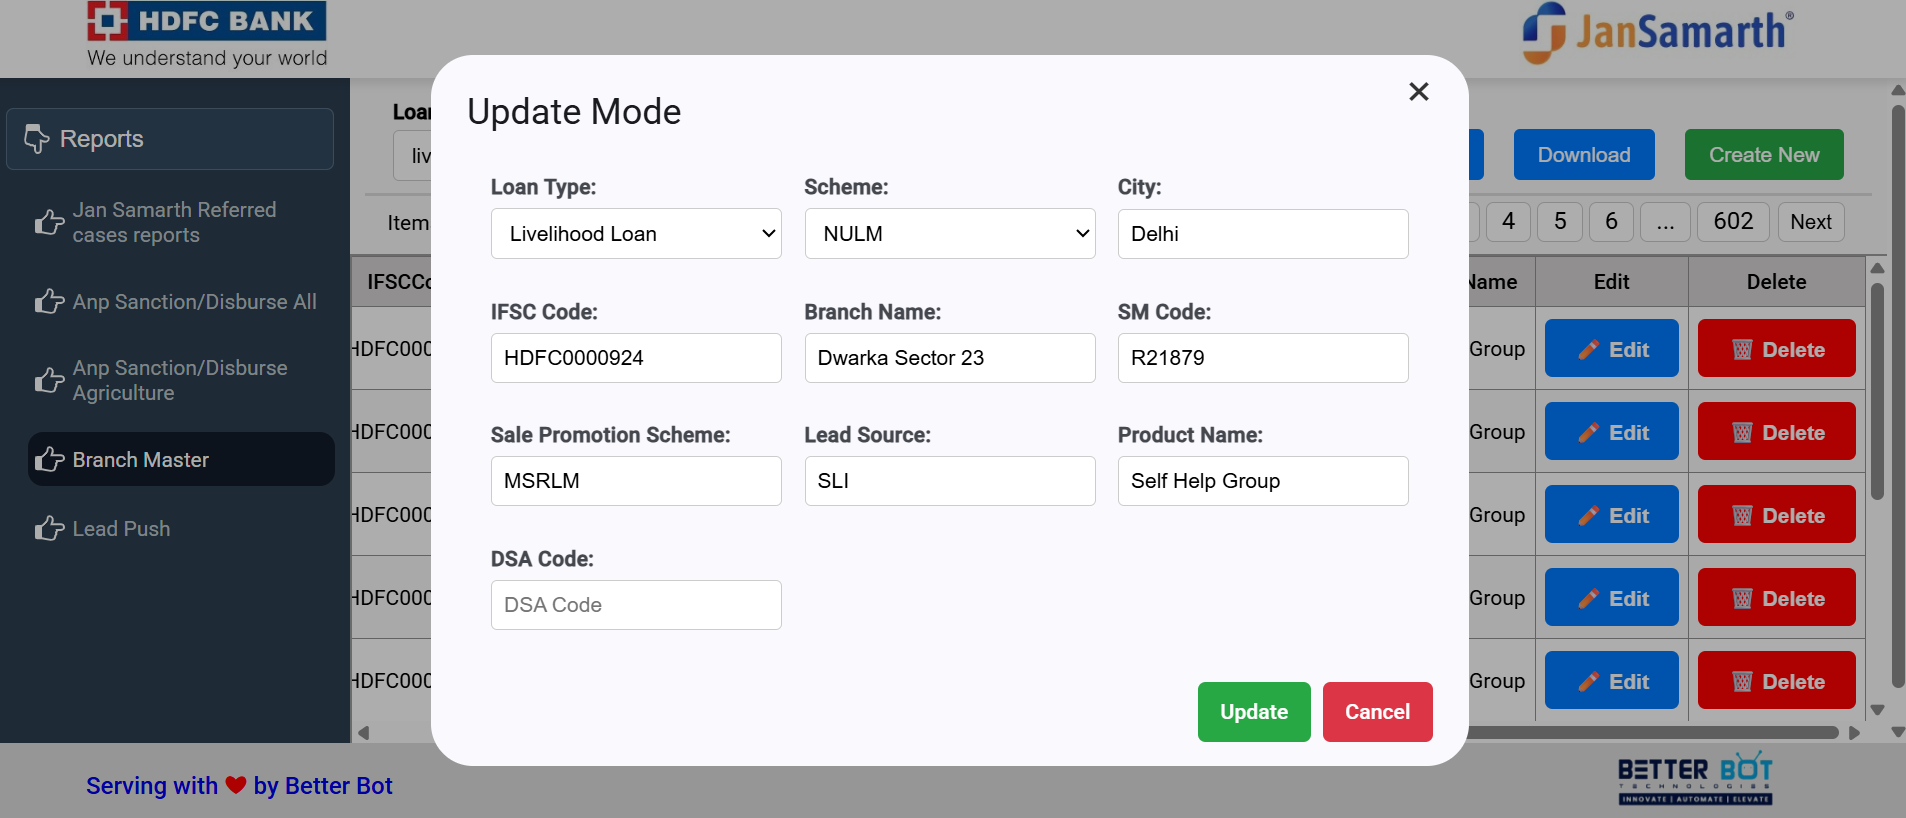 HDFC BANK
We understand your world
JanSamarth®
Reports
Jan Samarth Referred
cases reports
Anp Sanction/Disburse All
Anp Sanction/Disburse
Agriculture
Branch Master
Lead Push
Loan
liv
Download
Create New
Item
4 5 6 ... 602 Next
IFSCCo
Name Edit Delete
HDFC000
Group Edit Delete
HDFC000
Group Edit Delete
HDFC000
Group Edit Delete
HDFC000
Group Edit Delete
HDFC000
Group Edit Delete
Update Mode
Loan Type: Scheme: City:
Livelihood Loan NULM Delhi
IFSC Code: Branch Name: SM Code:
HDFC0000924 Dwarka Sector 23 R21879
Sale Promotion Scheme: Lead Source: Product Name:
MSRLM SLI Self Help Group
DSA Code:
DSA Code
Update Cancel
Serving with ❤ by Better Bot
BETTER BOT
TECHNOLOGIES
INNOVATE | AUTOMATE | ELEVATE